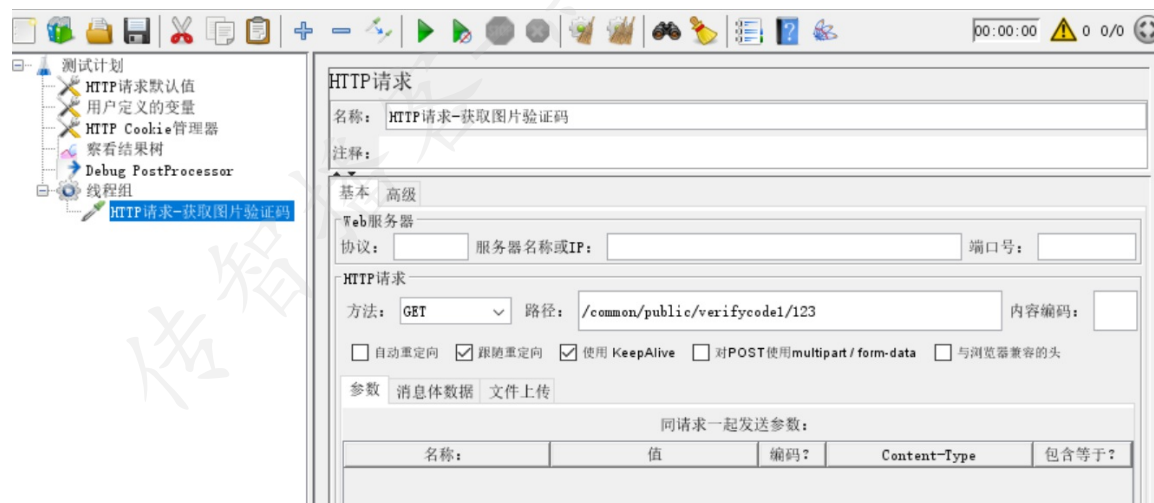 00:00:00 0 0/0
测试计划
HTTP请求默认值
用户定义的变量
HTTP Cookie管理器
察看结果树
Debug PostProcessor
线程组
HTTP请求-获取图片验证码
HTTP请求
名称: HTTP请求-获取图片验证码
注释:
基本 高级
Web服务器
协议: 服务器名称或IP: 端口号:
HTTP请求
方法: GET 路径: /common/public/verifycode1/123 内容编码:
自动重定向 跟随重定向 使用 KeepAlive 对POST使用multipart / form-data 与浏览器兼容的头
参数 消息体数据 文件上传
同请求一起发送参数:
名称: 值 编码? Content-Type 包含等于?
传智播客